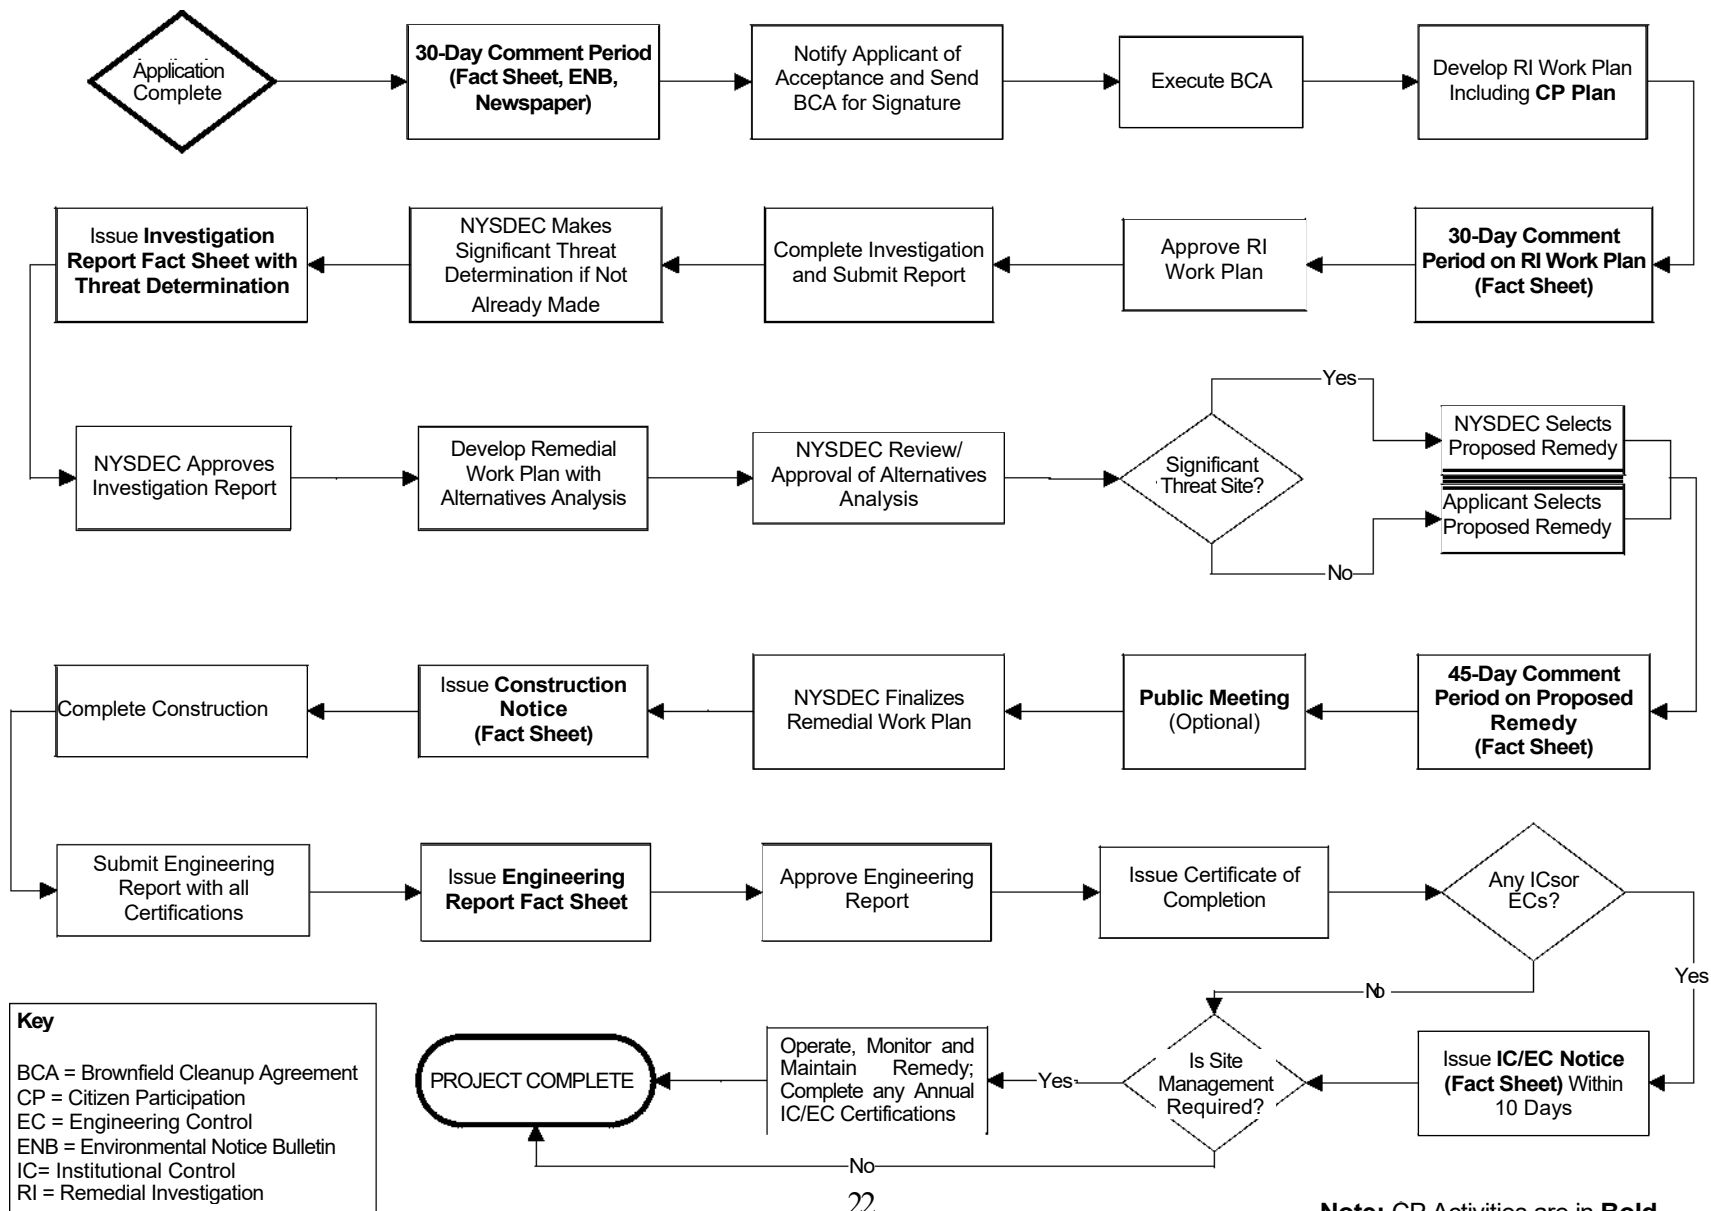 Application
Complete
30-Day Comment Period
(Fact Sheet, ENB,
Newspaper)
Notify Applicant of
Acceptance and Send
BCA for Signature
Execute BCA
Develop RI Work Plan
Including CP Plan
Issue Investigation
Report Fact Sheet with
Threat Determination
NYSDEC Makes
Significant Threat
Determination if Not
Already Made
Complete Investigation
and Submit Report
Approve RI
Work Plan
30-Day Comment
Period on RI Work Plan
(Fact Sheet)
NYSDEC Approves
Investigation Report
Develop Remedial
Work Plan with
Alternatives Analysis
NYSDEC Review/
Approval of Alternatives
Analysis
Significant
Threat Site?
Yes
No
NYSDEC Selects
Proposed Remedy
Applicant Selects
Proposed Remedy
Complete Construction
Issue Construction
Notice
(Fact Sheet)
NYSDEC Finalizes
Remedial Work Plan
Public Meeting
(Optional)
45-Day Comment
Period on Proposed
Remedy
(Fact Sheet)
Submit Engineering
Report with all
Certifications
Issue Engineering
Report Fact Sheet
Approve Engineering
Report
Issue Certificate of
Completion
Any ICsor
ECs?
Yes
No
Key
BCA = Brownfield Cleanup Agreement
CP = Citizen Participation
EC = Engineering Control
ENB = Environmental Notice Bulletin
IC= Institutional Control
RI = Remedial Investigation
PROJECT COMPLETE
Operate, Monitor and
Maintain Remedy;
Complete any Annual
IC/EC Certifications
Yes
Is Site
Management
Required?
Issue IC/EC Notice
(Fact Sheet) Within
10 Days
No
22
Note: CP Activities are in Bold